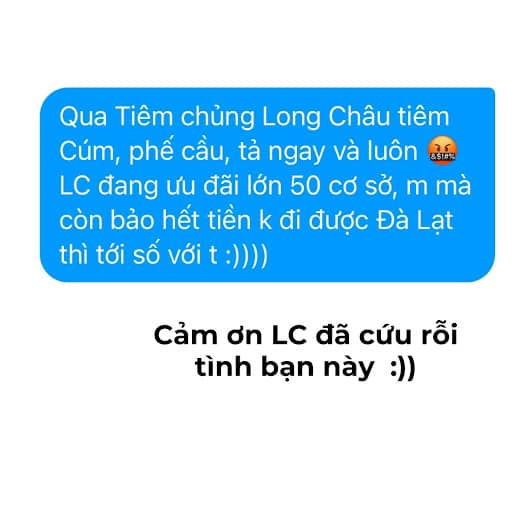 Qua Tiêm chủng Long Châu tiêm
Cúm, phế cầu, tả ngay và luôn 🤬
LC đang ưu đãi lớn 50 cơ sở, m mà
còn bảo hết tiền k đi được Đà Lạt
thì tới số với t :))))
Cảm ơn LC đã cứu rỗi
tình bạn này :))